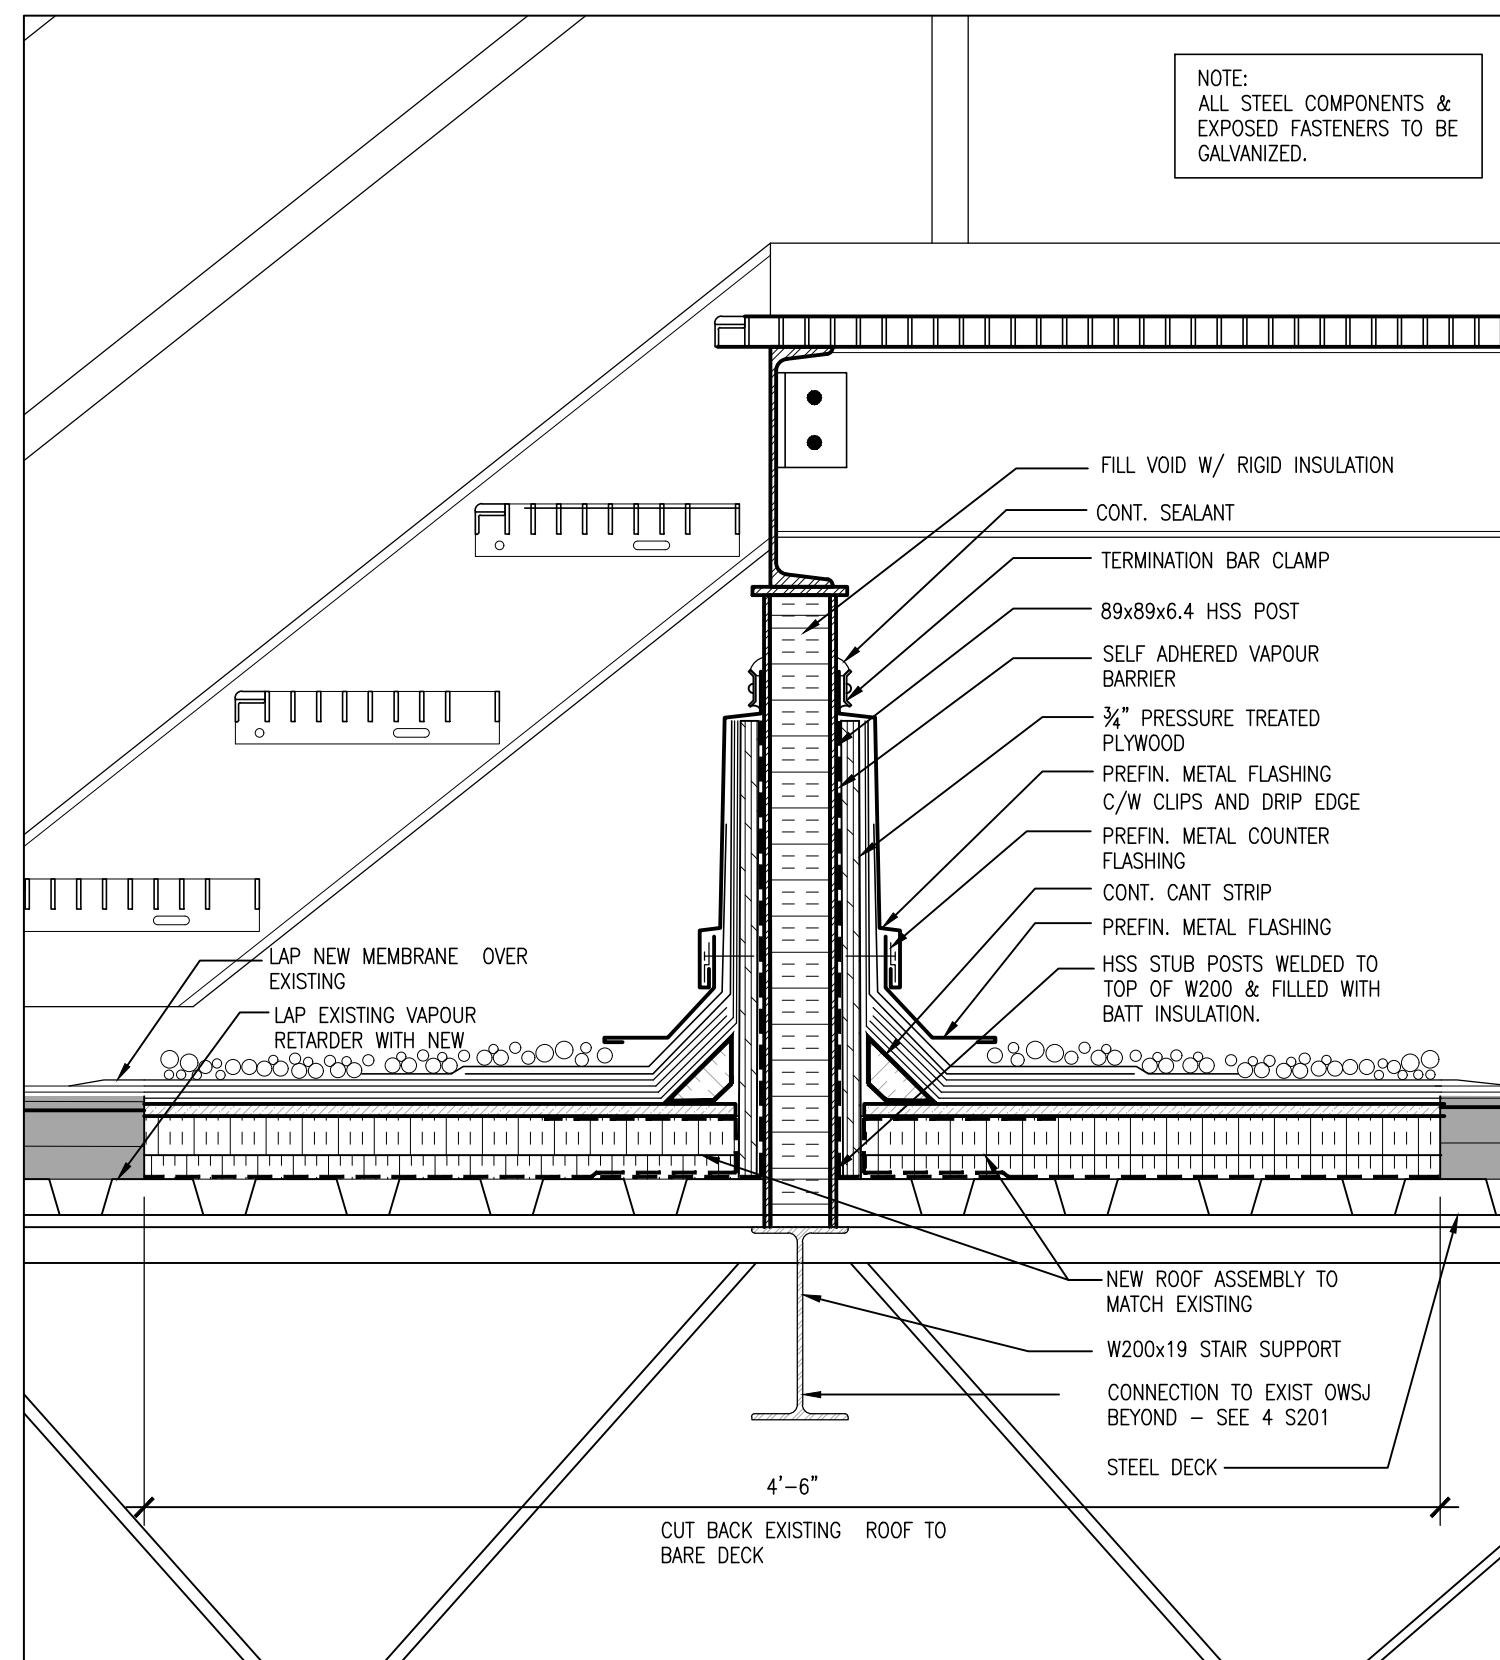 NOTE:
ALL STEEL COMPONENTS &
EXPOSED FASTENERS TO BE
GALVANIZED.
FILL VOID W/ RIGID INSULATION
CONT. SEALANT
TERMINATION BAR CLAMP
89x89x6.4 HSS POST
SELF ADHERED VAPOUR
BARRIER
¾" PRESSURE TREATED
PLYWOOD
PREFIN. METAL FLASHING
C/W CLIPS AND DRIP EDGE
PREFIN. METAL COUNTER
FLASHING
CONT. CANT STRIP
PREFIN. METAL FLASHING
HSS STUB POSTS WELDED TO
TOP OF W200 & FILLED WITH
BATT INSULATION.
LAP NEW MEMBRANE OVER
EXISTING
LAP EXISTING VAPOUR
RETARDER WITH NEW
NEW ROOF ASSEMBLY TO
MATCH EXISTING
W200x19 STAIR SUPPORT
CONNECTION TO EXIST OWSJ
BEYOND – SEE 4 S201
STEEL DECK
4'–6"
CUT BACK EXISTING ROOF TO
BARE DECK